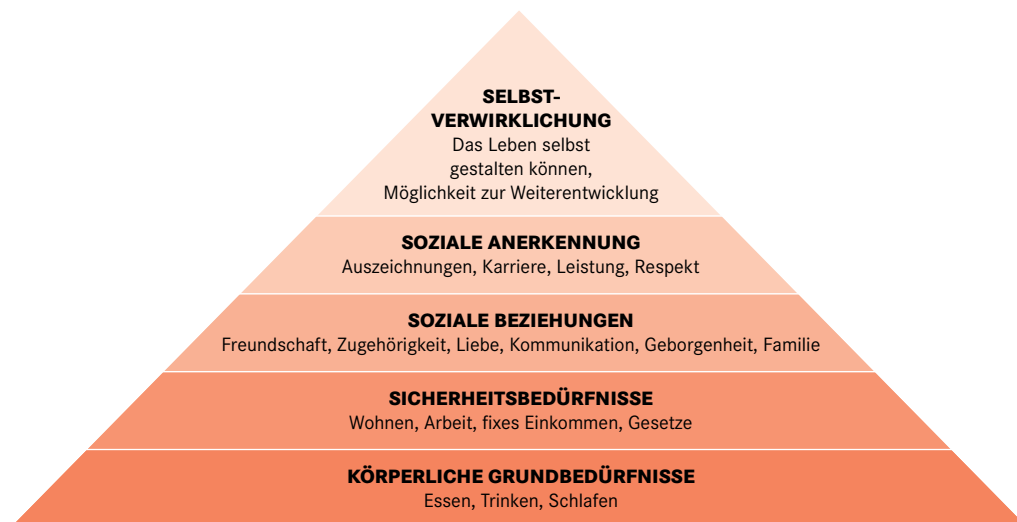 SELBST-
VERWIRKLICHUNG
Das Leben selbst
gestalten können,
Möglichkeit zur Weiterentwicklung
SOZIALE ANERKENNUNG
Auszeichnungen, Karriere, Leistung, Respekt
SOZIALE BEZIEHUNGEN
Freundschaft, Zugehörigkeit, Liebe, Kommunikation, Geborgenheit, Familie
SICHERHEITSBEDÜRFNISSE
Wohnen, Arbeit, fixes Einkommen, Gesetze
KÖRPERLICHE GRUNDBEDÜRFNISSE
Essen, Trinken, Schlafen